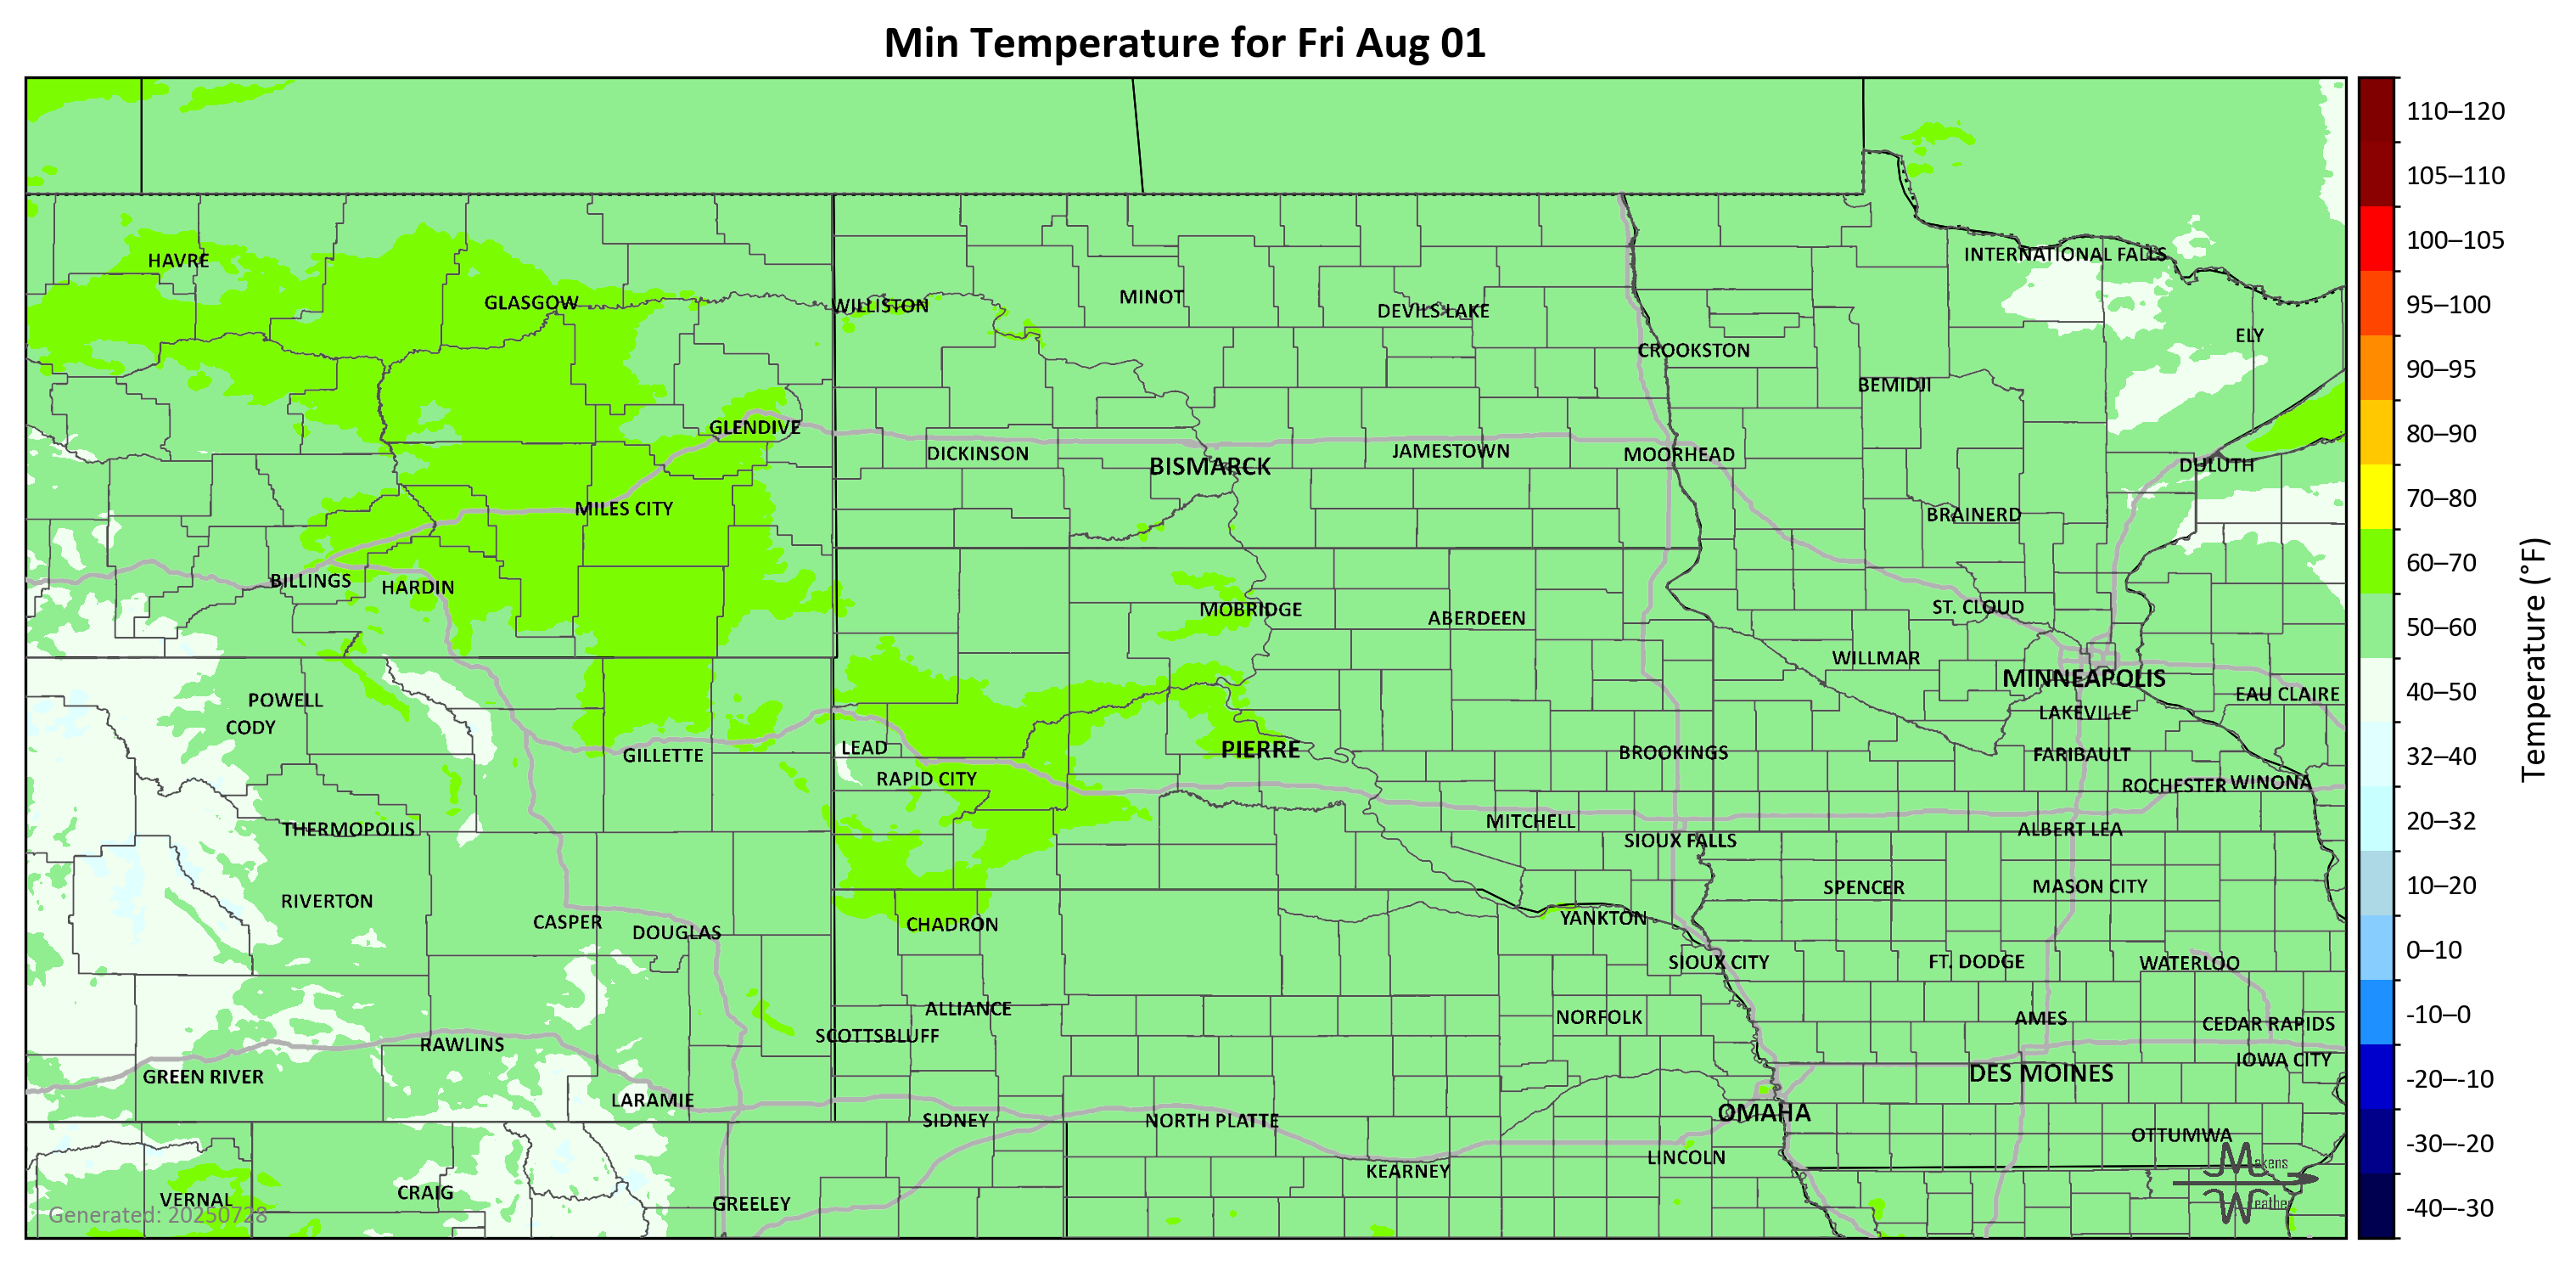 Min Temperature for Fri Aug 01
110–120
105–110
100–105
95–100
90–95
80–90
70–80
60–70
50–60
40–50
32–40
20–32
10–20
0–10
-10–0
-20–-10
-30–-20
-40–-30
Temperature (°F)
HAVRE
GLASGOW
WILLISTON
MINOT
DEVILS LAKE
INTERNATIONAL FALLS
ELY
CROOKSTON
BEMIDJI
GLENDIVE
DICKINSON
BISMARCK
JAMESTOWN
MOORHEAD
DULUTH
MILES CITY
BRAINERD
BILLINGS
HARDIN
MOBRIDGE
ABERDEEN
ST. CLOUD
WILLMAR
MINNEAPOLIS
EAU CLAIRE
POWELL
CODY
LAKEVILLE
GILLETTE
LEAD
PIERRE
BROOKINGS
FARIBAULT
RAPID CITY
ROCHESTER
WINONA
THERMOPOLIS
MITCHELL
SIOUX FALLS
ALBERT LEA
RIVERTON
SPENCER
MASON CITY
CASPER
DOUGLAS
CHADRON
YANKTON
SIOUX CITY
FT. DODGE
WATERLOO
ALLIANCE
SCOTTSBLUFF
NORFOLK
AMES
CEDAR RAPIDS
RAWLINS
IOWA CITY
GREEN RIVER
DES MOINES
LARAMIE
SIDNEY
NORTH PLATTE
OMAHA
OTTUMWA
KEARNEY
LINCOLN
VERNAL
CRAIG
GREELEY
Makens
Weather
Generated: 20250728